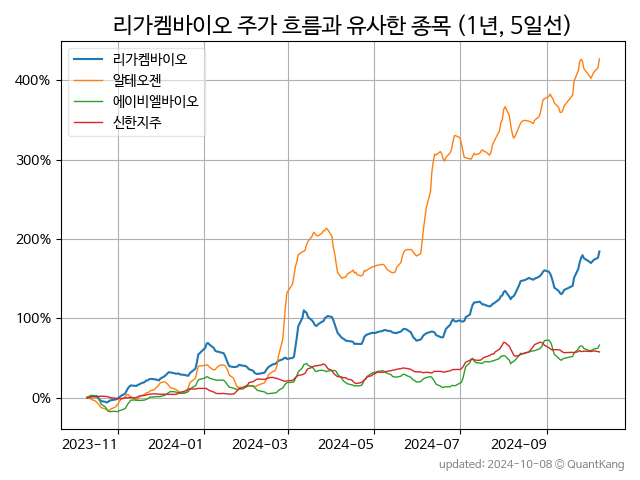 리가켐바이오 주가 흐름과 유사한 종목 (1년, 5일선)
리가켐바이오
알테오젠
에이비엘바이오
신한지주
400%
300%
200%
100%
0%
2023-11 2024-01 2024-03 2024-05 2024-07 2024-09
updated: 2024-10-08 © QuantKang